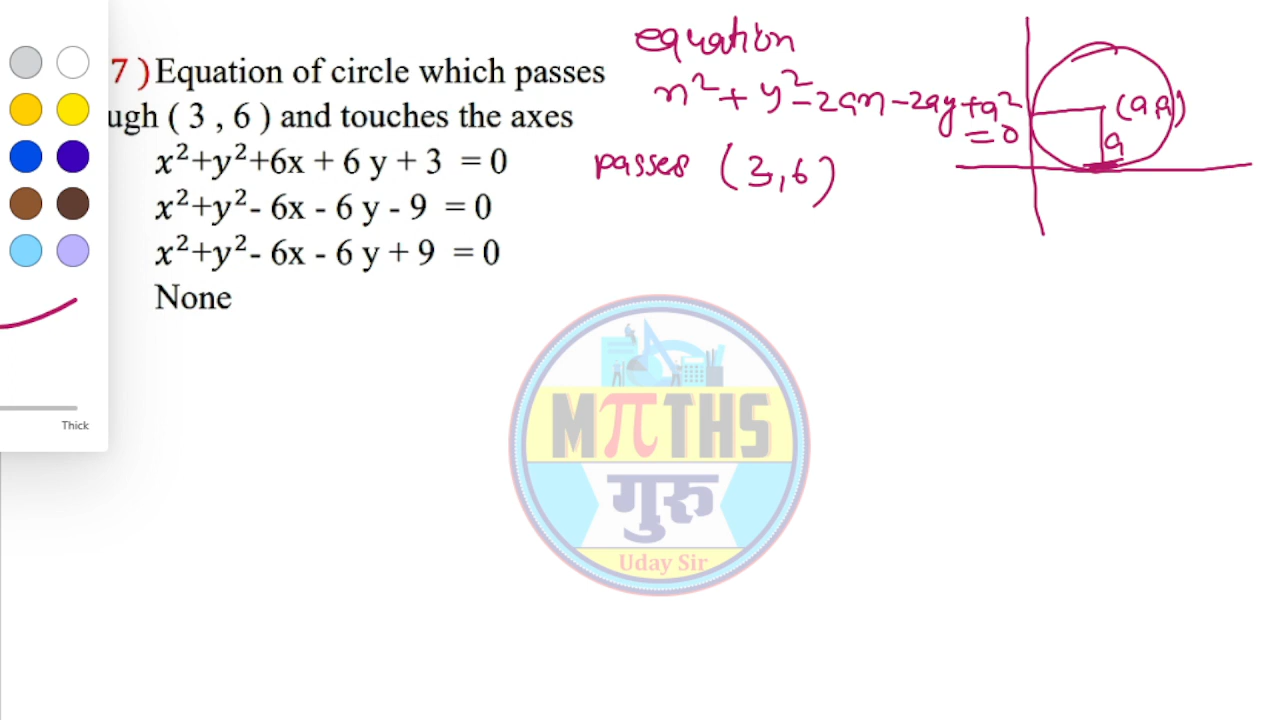 7 ) Equation of circle which passes
ugh ( 3 , 6 ) and touches the axes
x²+y²+6x + 6 y + 3 = 0
x²+y²- 6x - 6 y - 9 = 0
x²+y²- 6x - 6 y + 9 = 0
None
equation
x² + y² - 2ax - 2ay + a²
= 0
passes (3,6)
(a,a)
a
Thick
MπTHS
गुरु
Uday Sir